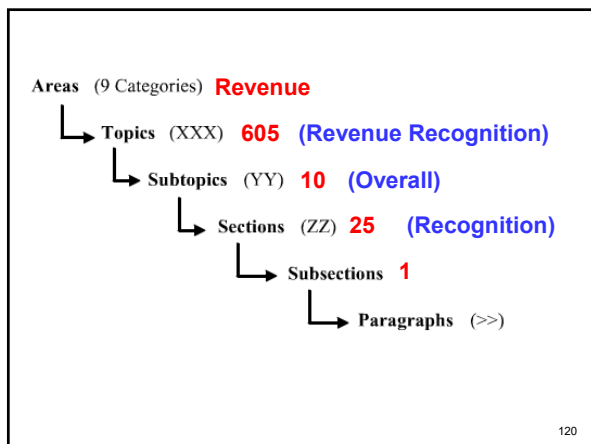 Areas (9 Categories) Revenue
Topics (XXX) 605 (Revenue Recognition)
Subtopics (YY) 10 (Overall)
Sections (ZZ) 25 (Recognition)
Subsections 1
Paragraphs (>>)
120